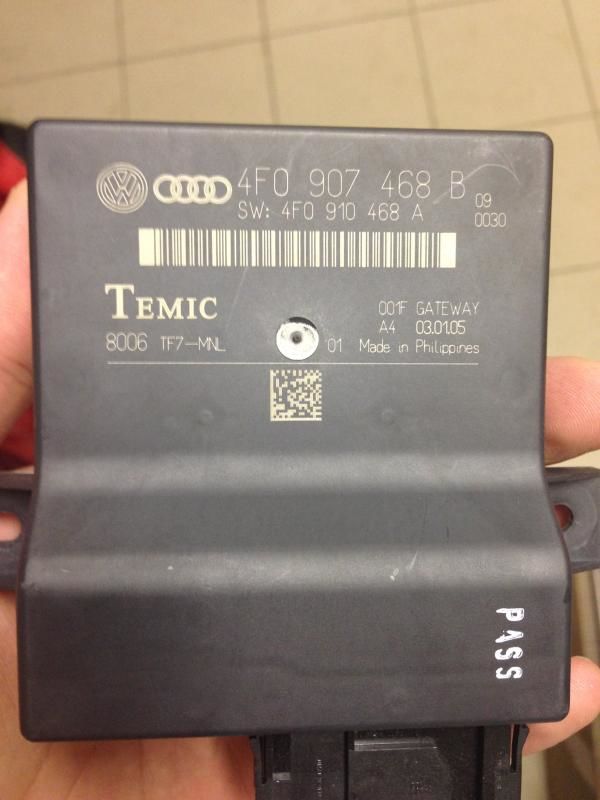 4F0 907 468 B 09
SW: 4F0 910 468 A 0030
TEMIC 001F GATEWAY
A4 03.01.05
8006 TF7-MNL 01 Made in Philippines
PASS